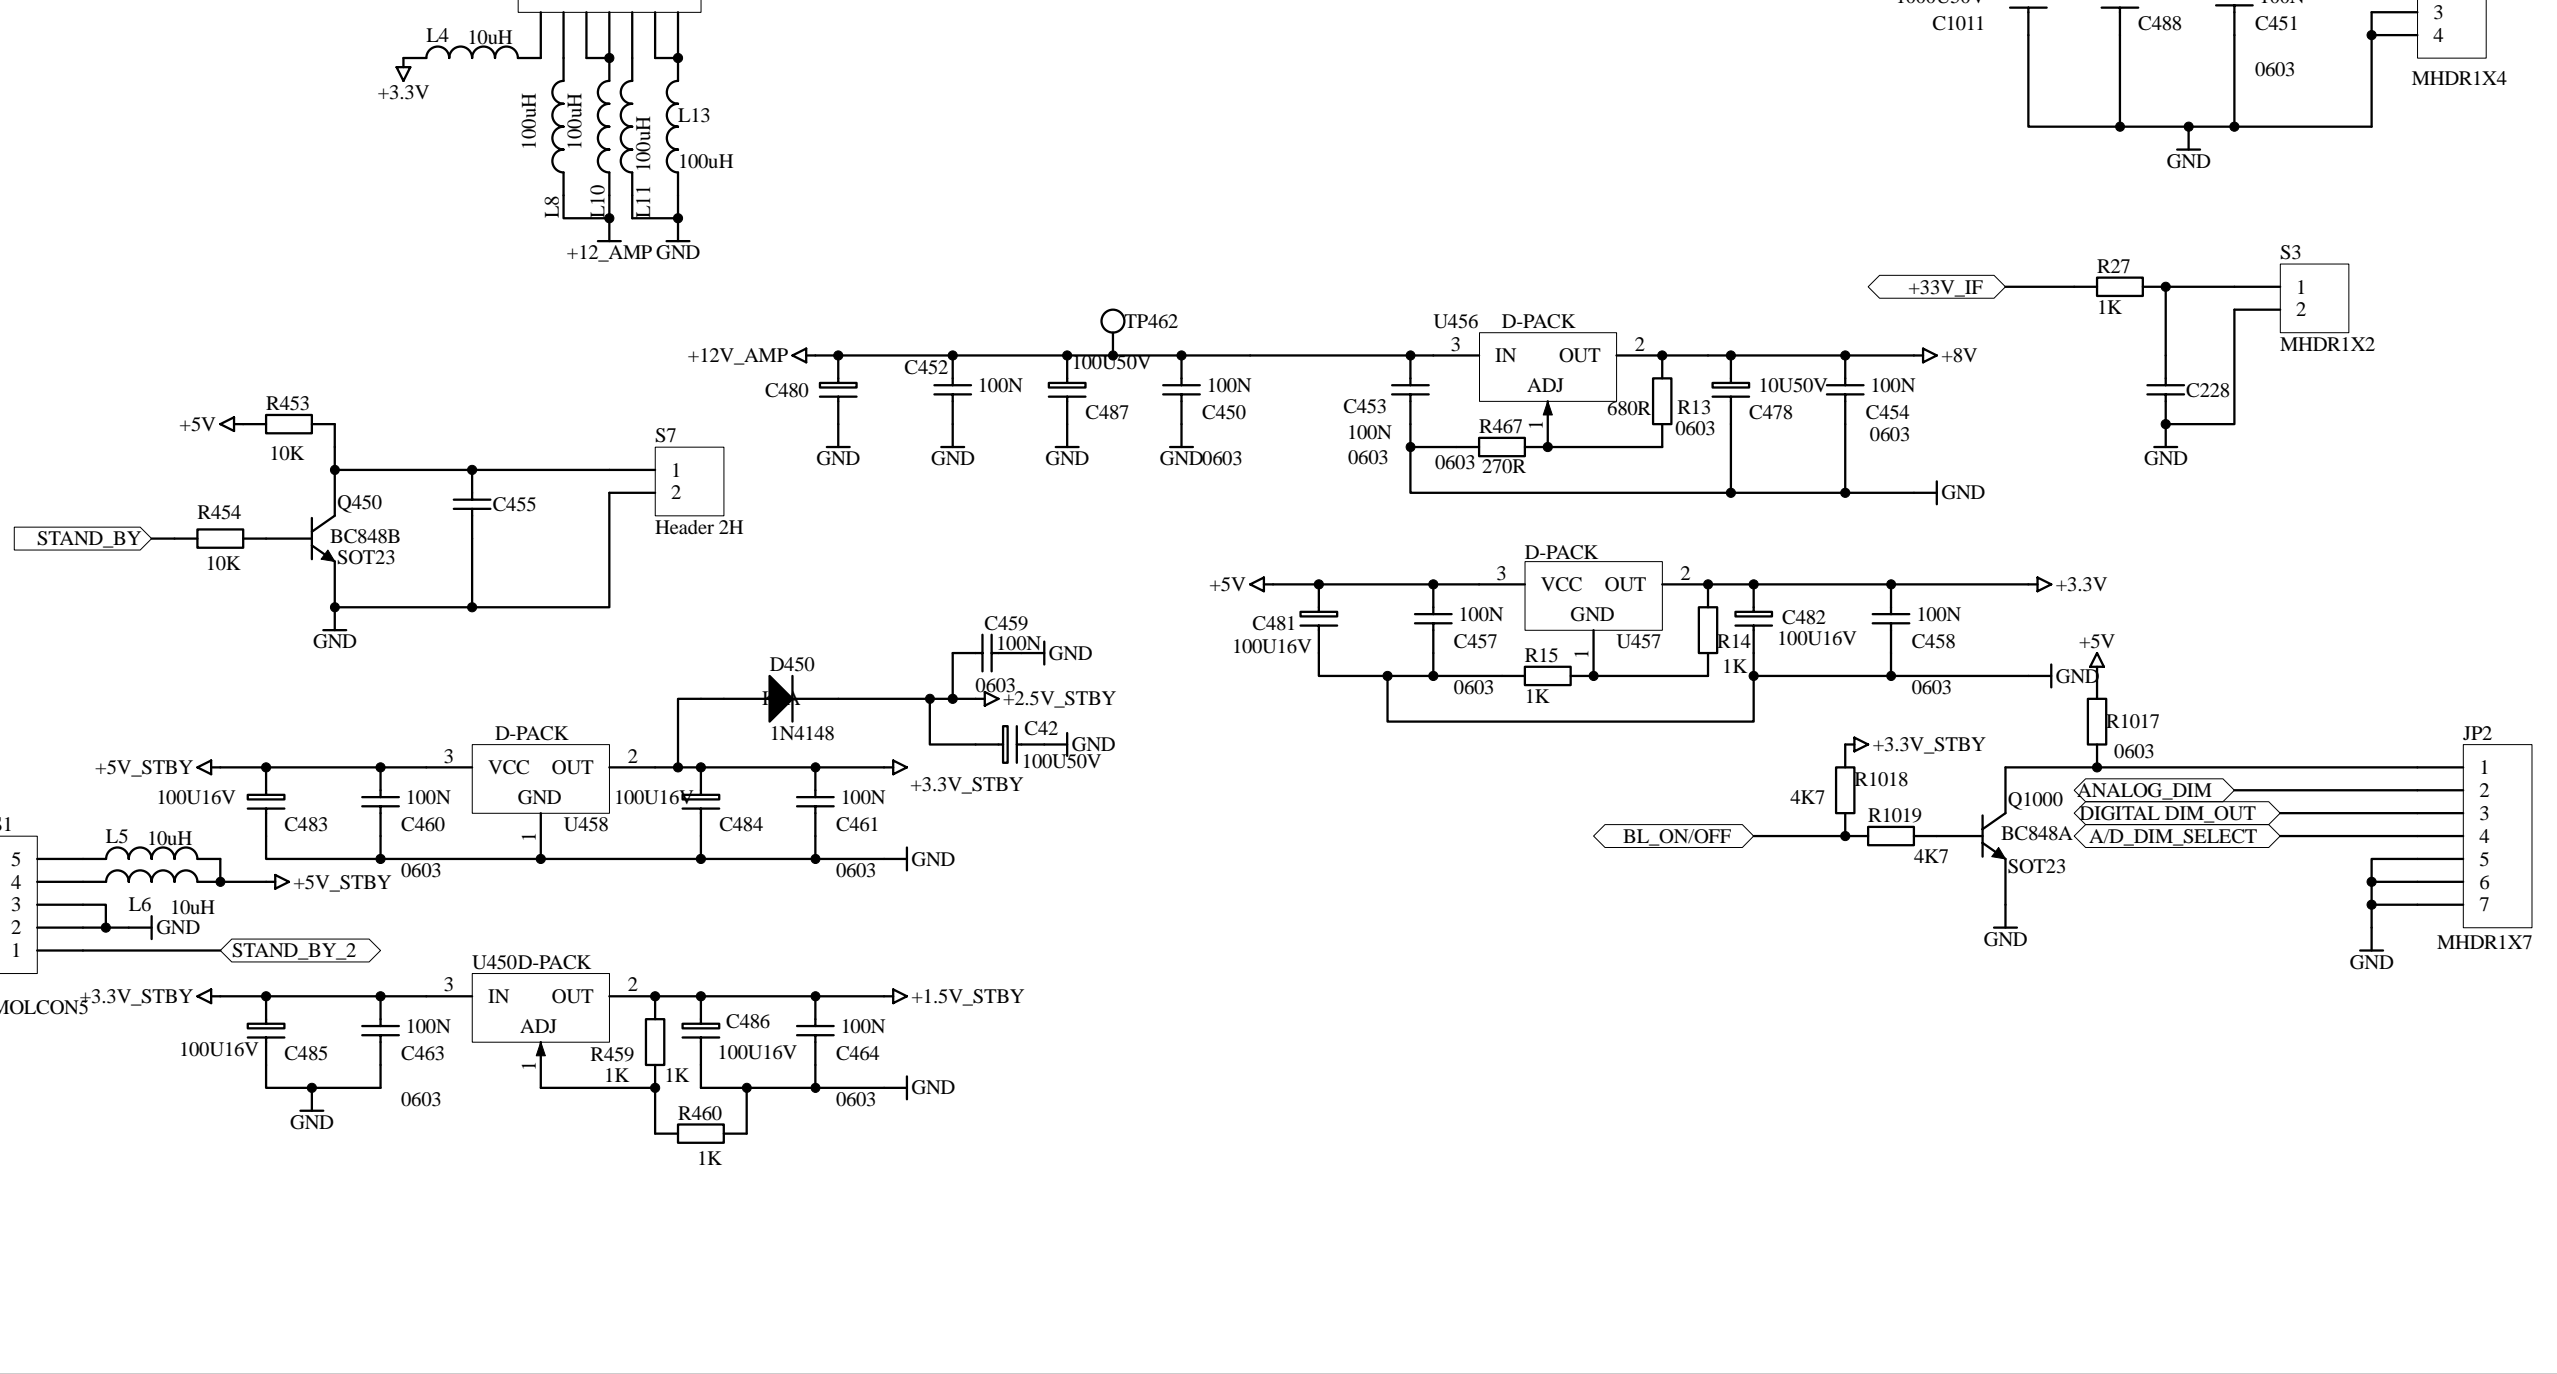 L4 10uH
+3.3V
100uH
100uH
100uH
L13
100uH
L8
L10
L11
+12_AMP GND
C1011
C488
C451
0603
3
4
MHDR1X4
GND
S3
+33V_IF
R27
1K
1
2
MHDR1X2
C228
GND
TP462
+12V_AMP
C480
GND
C452
100N
GND
100U50V
C487
GND
100N
C450
GND0603
C453
100N
0603
U456 D-PACK
3 IN OUT 2
ADJ
1
R467
0603 270R
680R
R13
0603
10U50V
C478
100N
C454
0603
+8V
GND
+5V
R453
10K
S7
1
2
Header 2H
Q450
BC848B
SOT23
C455
STAND_BY
R454
10K
GND
D-PACK
+5V
3 VCC OUT 2
GND
1
U457
+3.3V
C481
100U16V
100N
C457
0603
R15
1K
R14
1K
C482
100U16V
100N
C458
0603
GND
+5V
R1017
0603
C459
100N
GND
0603
D450
1N4148
+2.5V_STBY
C42
GND
100U50V
D-PACK
+5V_STBY
3 VCC OUT 2
GND
1
U458
+3.3V_STBY
100U16V
C483
100N
C460
0603
100U16V
C484
100N
C461
0603
GND
+3.3V_STBY
R1018
4K7
BL_ON/OFF
R1019
4K7
Q1000
BC848A
SOT23
GND
JP2
ANALOG_DIM
DIGITAL DIM_OUT
A/D_DIM_SELECT
1
2
3
4
5
6
7
MHDR1X7
GND
5
4
3
2
1
L5 10uH
+5V_STBY
L6 10uH
GND
STAND_BY_2
MOLCON5
+3.3V_STBY
U450D-PACK
3 IN OUT 2
ADJ
1
+1.5V_STBY
100U16V
C485
100N
C463
0603
GND
R459
1K
1K
C486
100U16V
100N
C464
0603
GND
R460
1K